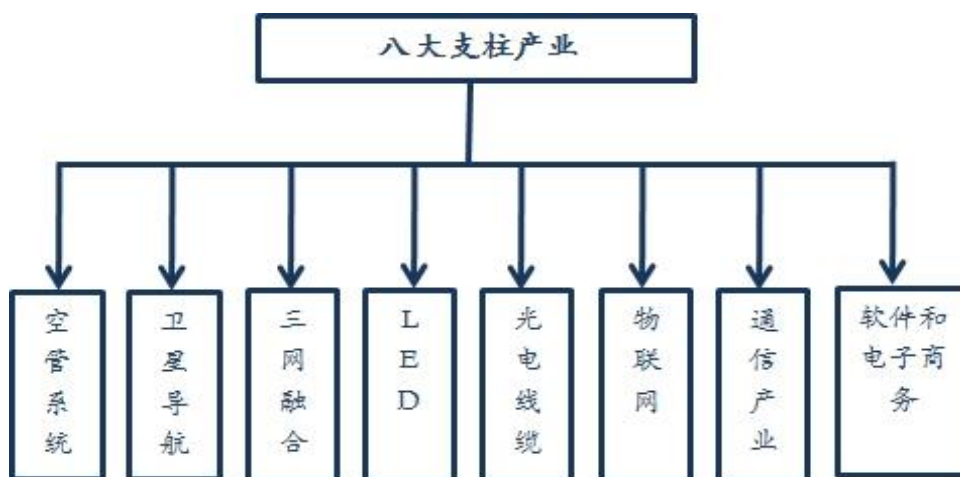 八大支柱产业
空管系统
卫星导航
三网融合
LED
光电线缆
物联网
通信产业
软件和
电子商
务